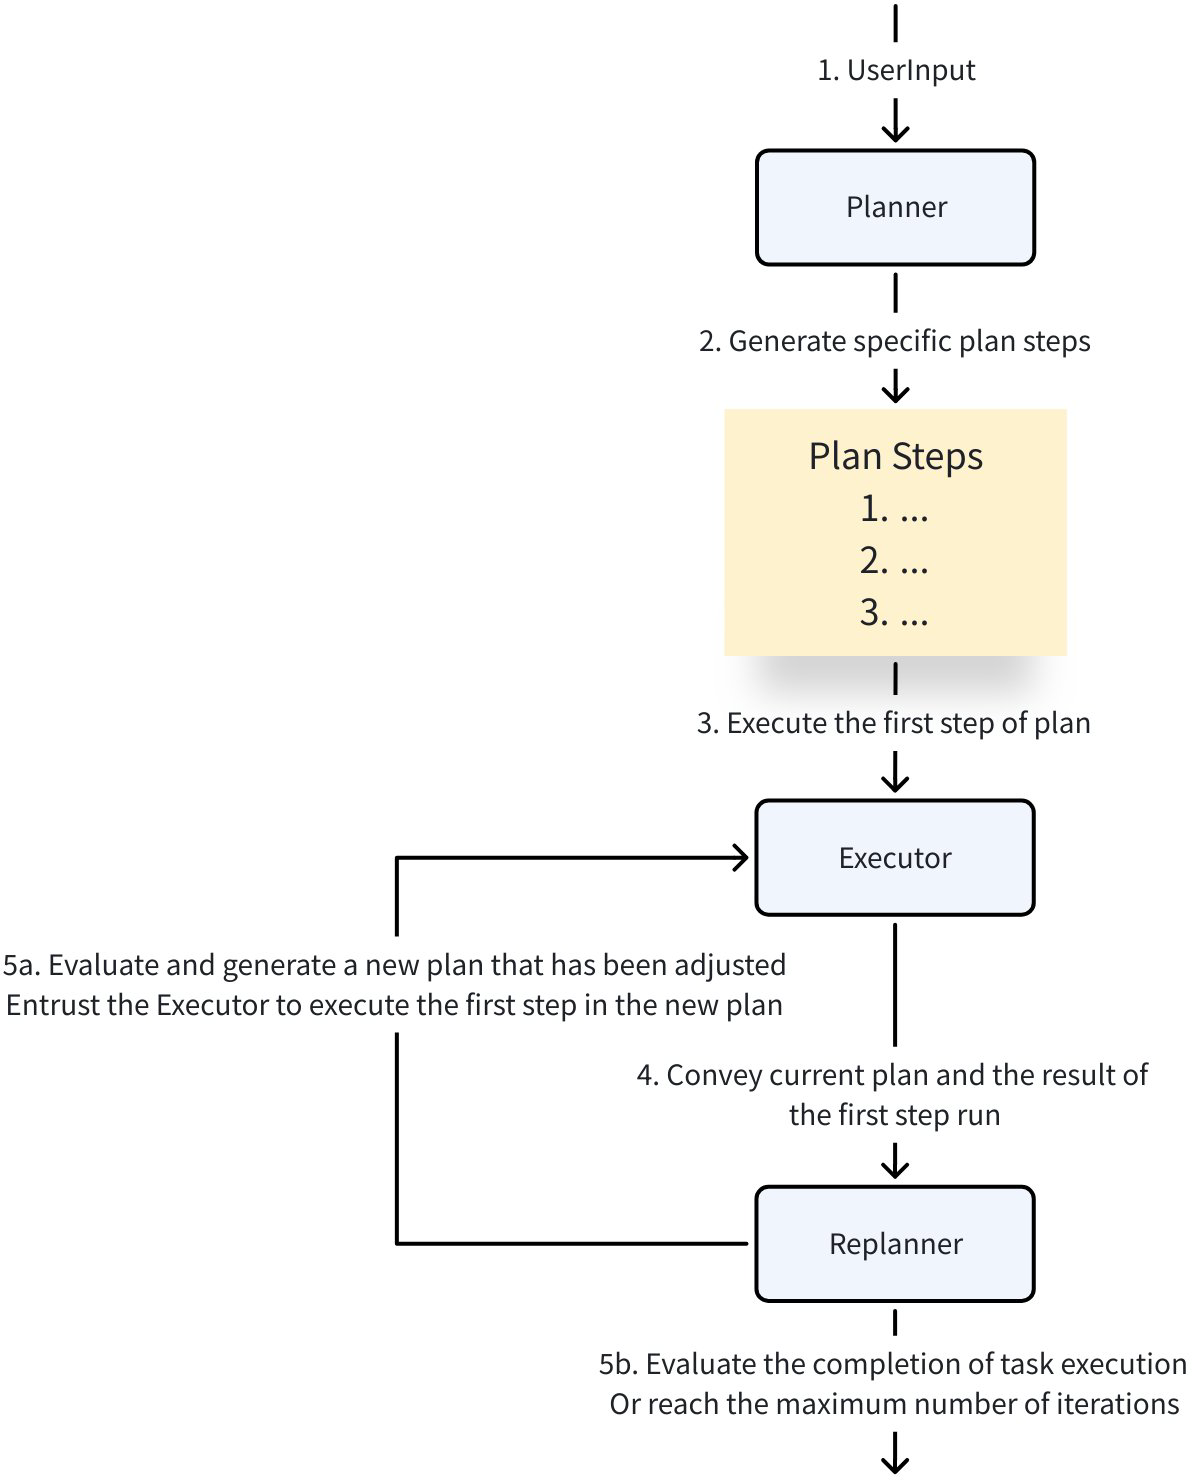 1. UserInput
Planner
2. Generate specific plan steps
Plan Steps
1. ...
2. ...
3. ...
3. Execute the first step of plan
Executor
5a. Evaluate and generate a new plan that has been adjusted
Entrust the Executor to execute the first step in the new plan
4. Convey current plan and the result of
the first step run
Replanner
5b. Evaluate the completion of task execution
Or reach the maximum number of iterations